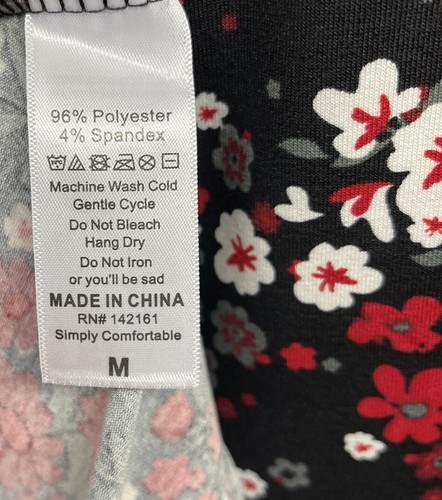 96% Polyester
4% Spandex
Machine Wash Cold
Gentle Cycle
Do Not Bleach
Hang Dry
Do Not Iron
or you'll be sad
MADE IN CHINA
RN# 142161
Simply Comfortable
M